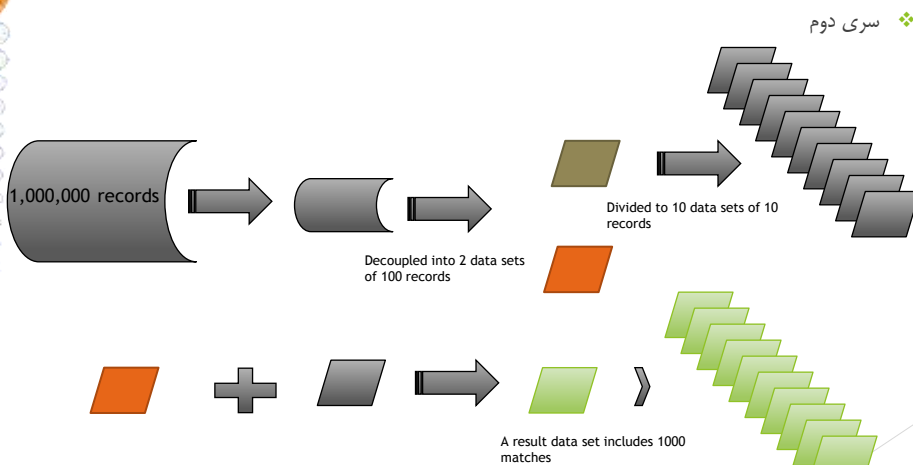 سری دوم
1,000,000 records
Divided to 10 data sets of 10
records
Decoupled into 2 data sets
of 100 records
A result data set includes 1000
matches